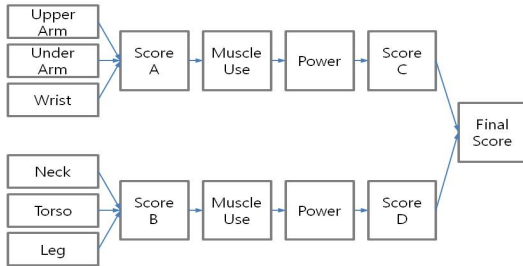 Upper
Arm
Under
Arm
Wrist
Score
A
Muscle
Use
Power
Score
C
Final
Score
Neck
Torso
Leg
Score
B
Muscle
Use
Power
Score
D